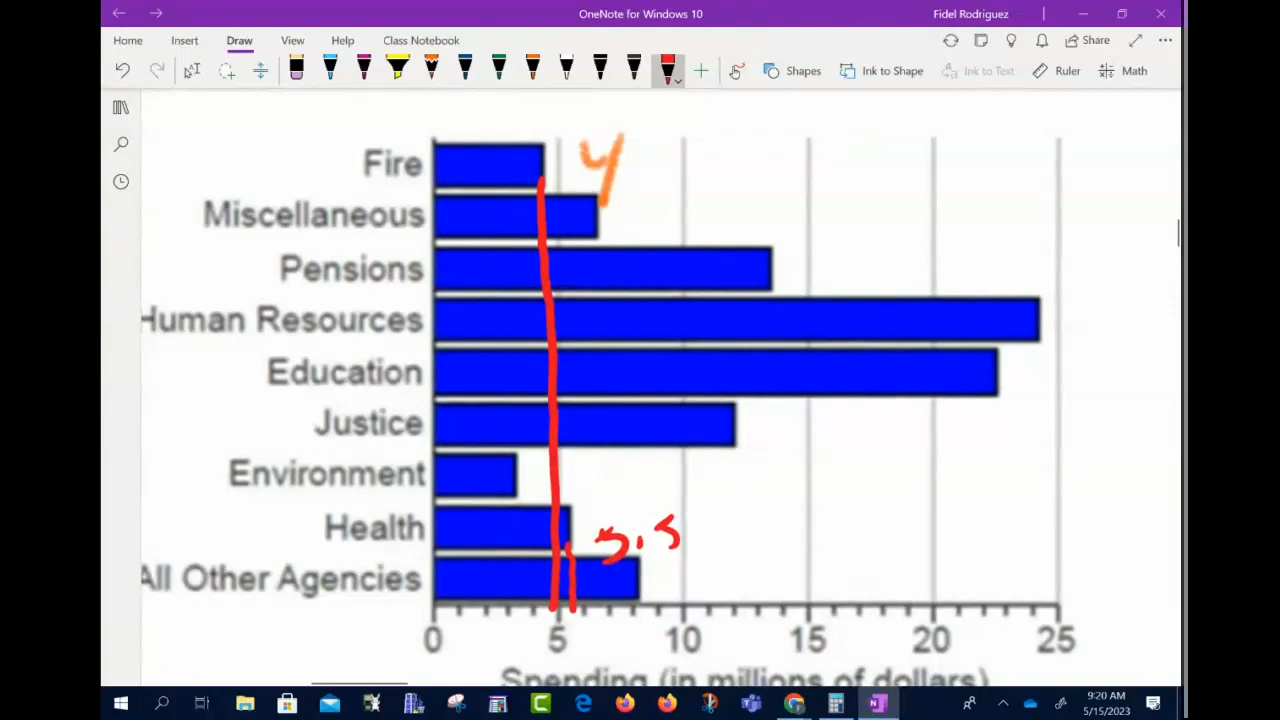 OneNote for Windows 10
Fidel Rodriguez
Home Insert Draw View Help Class Notebook
Share
Shapes Ink to Shape Ink to Text Ruler Math
Fire 4
Miscellaneous
Pensions
Human Resources
Education
Justice
Environment
Health 5.5
All Other Agencies
0 5 10 15 20 25
Spending (in millions of dollars)
9:20 AM
5/15/2023